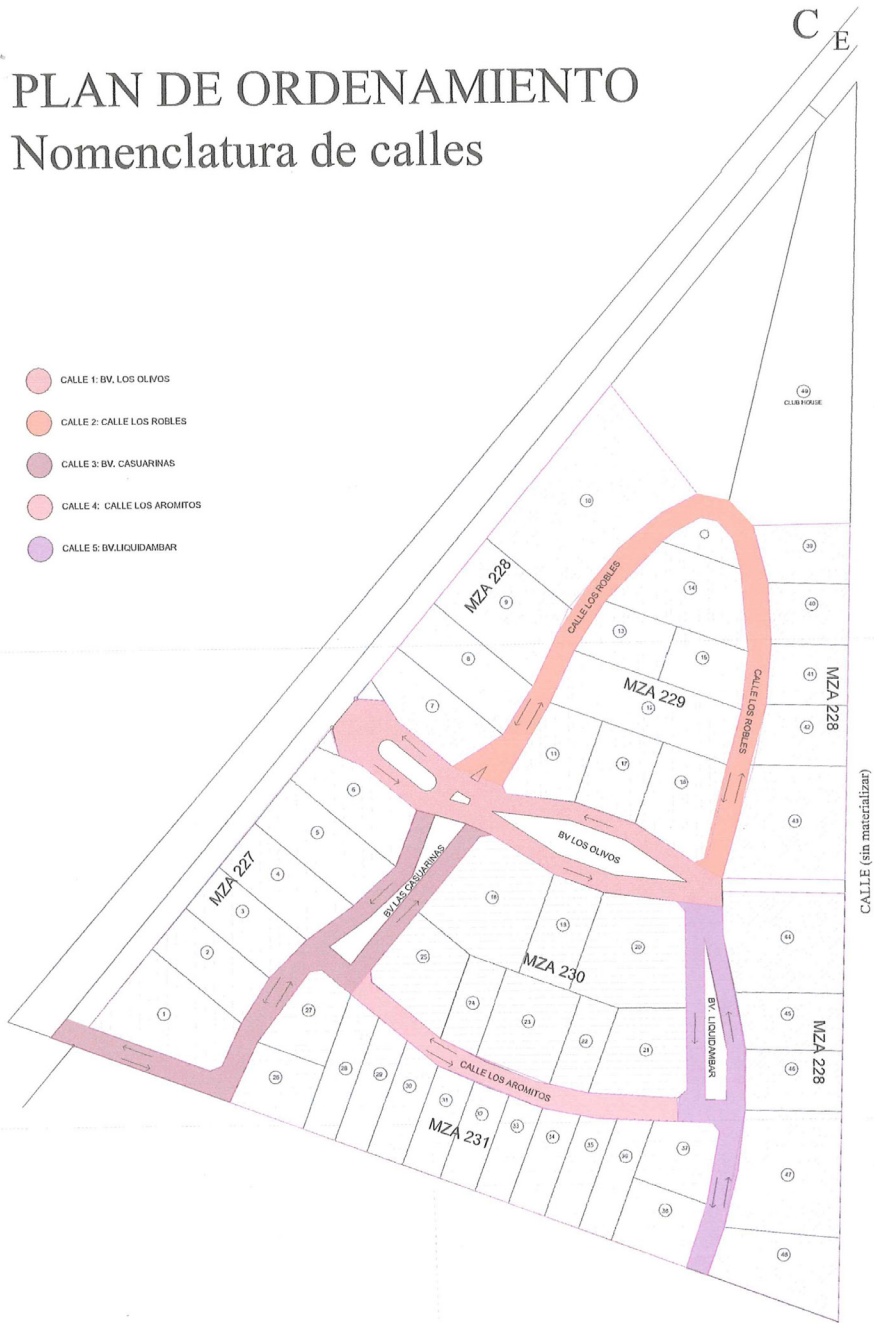 C E
PLAN DE ORDENAMIENTO
Nomenclatura de calles
CALLE 1: BV. LOS OLIVOS
CALLE 2: CALLE LOS ROBLES
CALLE 3: BV. CASUARINAS
CALLE 4: CALLE LOS AROMITOS
CALLE 5: BV.LIQUIDAMBAR
49
CLUB HOUSE
10
39
MZA 228
9
CALLE LOS ROBLES
14
40
13
15
8
41
MZA 228
MZA 229
12
CALLE LOS ROBLES
7
42
11
17
16
6
43
CALLE (sin materializar)
5
BV LOS OLIVOS
MZA 227
4
BV LAS CASUARINAS
3
19
20
44
2
25
MZA 230
1
27
24
23
22
21
BV. LIQUIDAMBAR
45
MZA 228
46
26
28
29
30
CALLE LOS AROMITOS
31
32
33
34
35
36
37
MZA 231
38
47
48